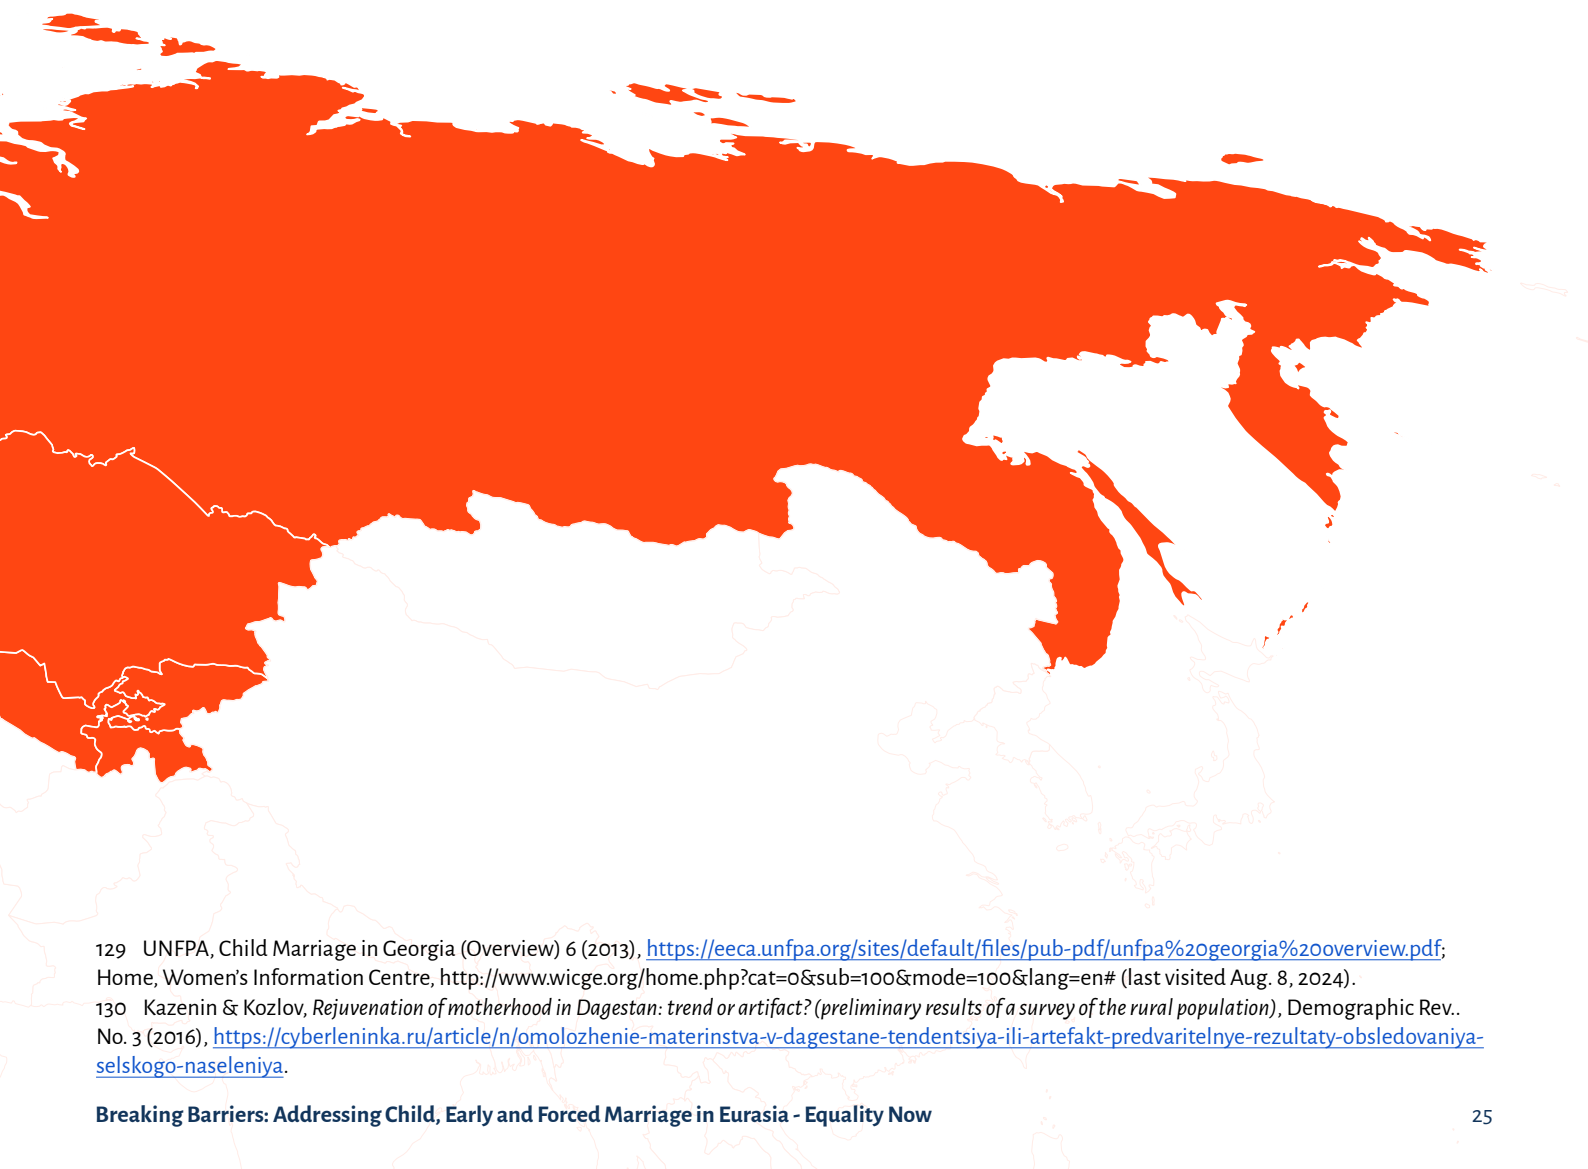 129 UNFPA, Child Marriage in Georgia (Overview) 6 (2013), https://eeca.unfpa.org/sites/default/files/pub-pdf/unfpa%20georgia%20overview.pdf;
Home, Women’s Information Centre, http://www.wicge.org/home.php?cat=0&sub=100&mode=100&lang=en# (last visited Aug. 8, 2024).
130 Kazenin & Kozlov, Rejuvenation of motherhood in Dagestan: trend or artifact? (preliminary results of a survey of the rural population), Demographic Rev..
No. 3 (2016), https://cyberleninka.ru/article/n/omolozhenie-materinstva-v-dagestane-tendentsiya-ili-artefakt-predvaritelnye-rezultaty-obsledovaniya-
selskogo-naseleniya.
Breaking Barriers: Addressing Child, Early and Forced Marriage in Eurasia - Equality Now
25